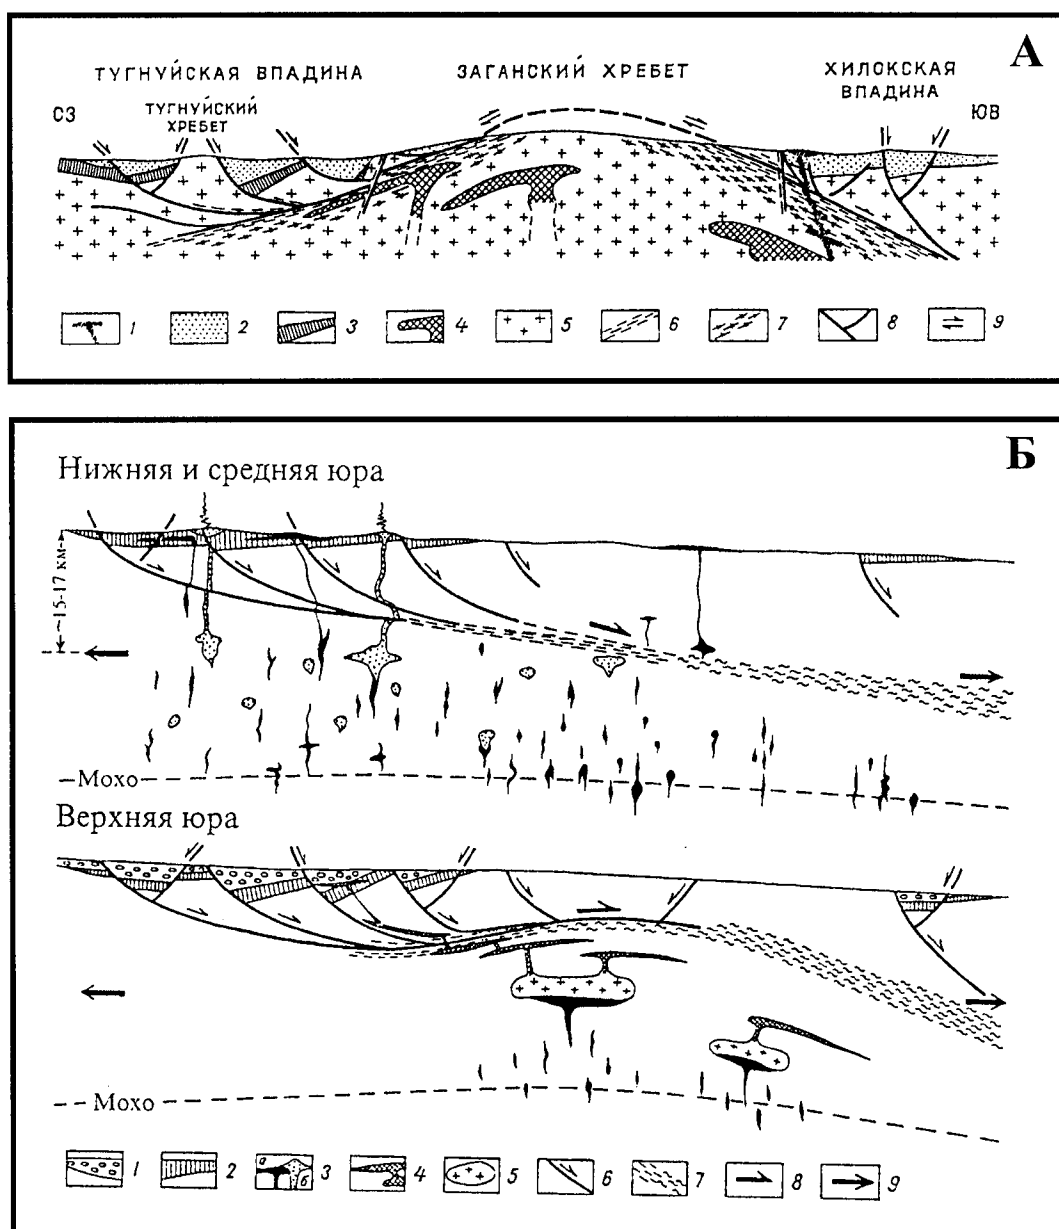 А
ТУГНУЙСКАЯ ВПАДИНА
ЗАГАНСКИЙ ХРЕБЕТ
ХИЛОКСКАЯ
ВПАДИНА
СЗ
ТУГНУЙСКИЙ
ХРЕБЕТ
ЮВ
1 2 3 4 5 6 7 8 9
Б
Нижняя и средняя юра
~15-17 км
Мохо
Верхняя юра
Мохо
1 2 а б 3 4 5 6 7 8 9